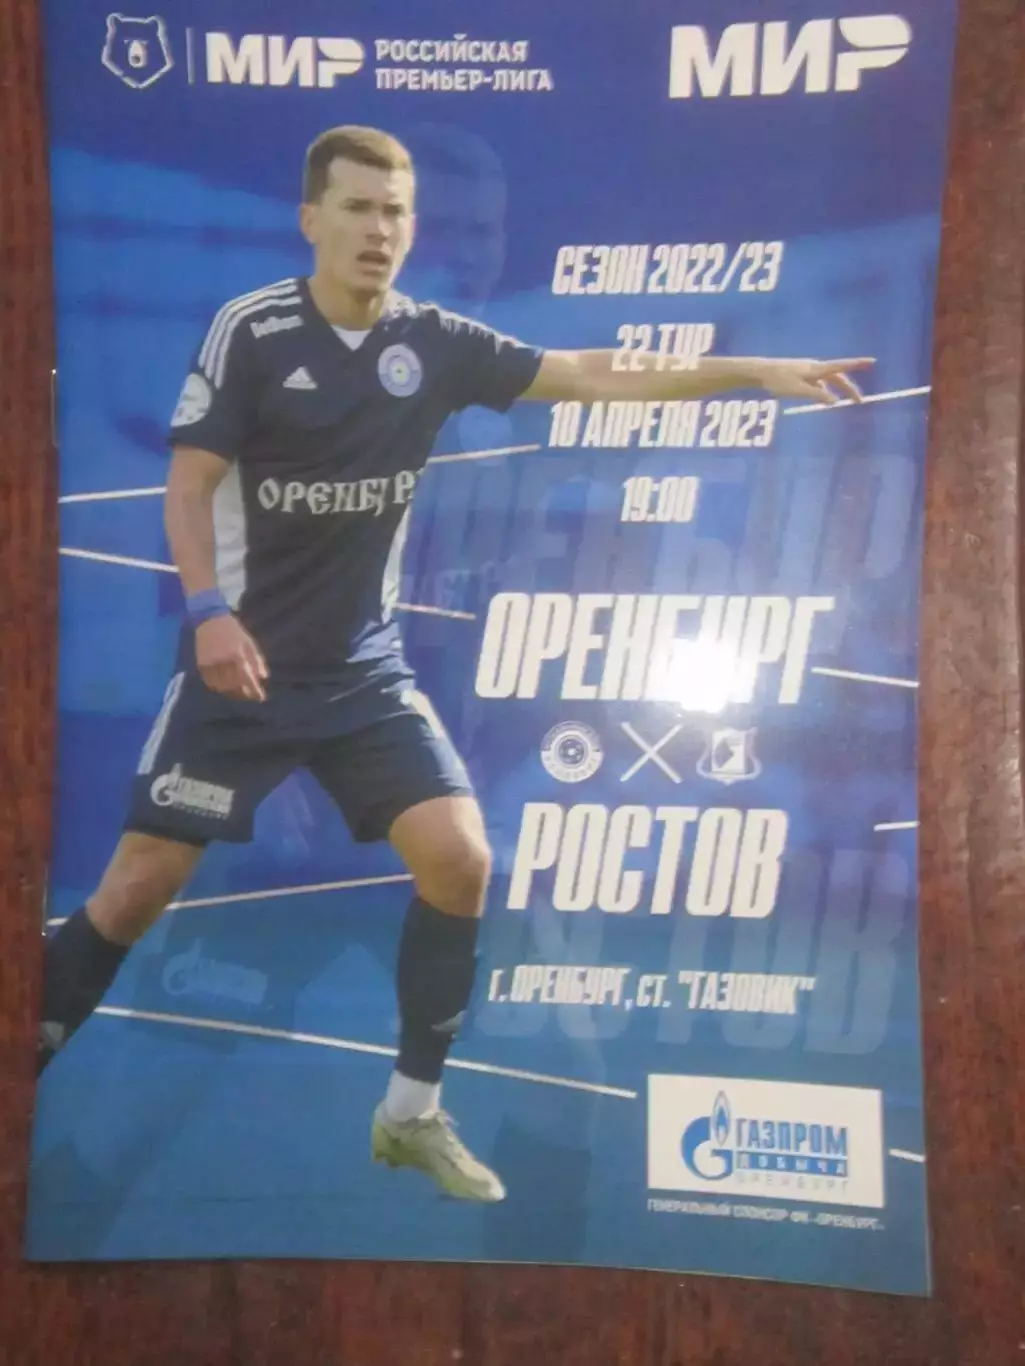 МИР
РОССИЙСКАЯ
ПРЕМЬЕР-ЛИГА
МИР
СЕЗОН 2022/23
22 ТУР
10 АПРЕЛЯ 2023
19:00
ОРЕНБУРГ
ОРЕНБУРГ
РОСТОВ
Г. ОРЕНБУРГ, СТ. "ГАЗОВИК"
ГАЗПРОМ
ГАЗПРОМ
ДОБЫЧА
ОРЕНБУРГ
ГЕНЕРАЛЬНЫЙ СПОНСОР ФК «ОРЕНБУРГ»